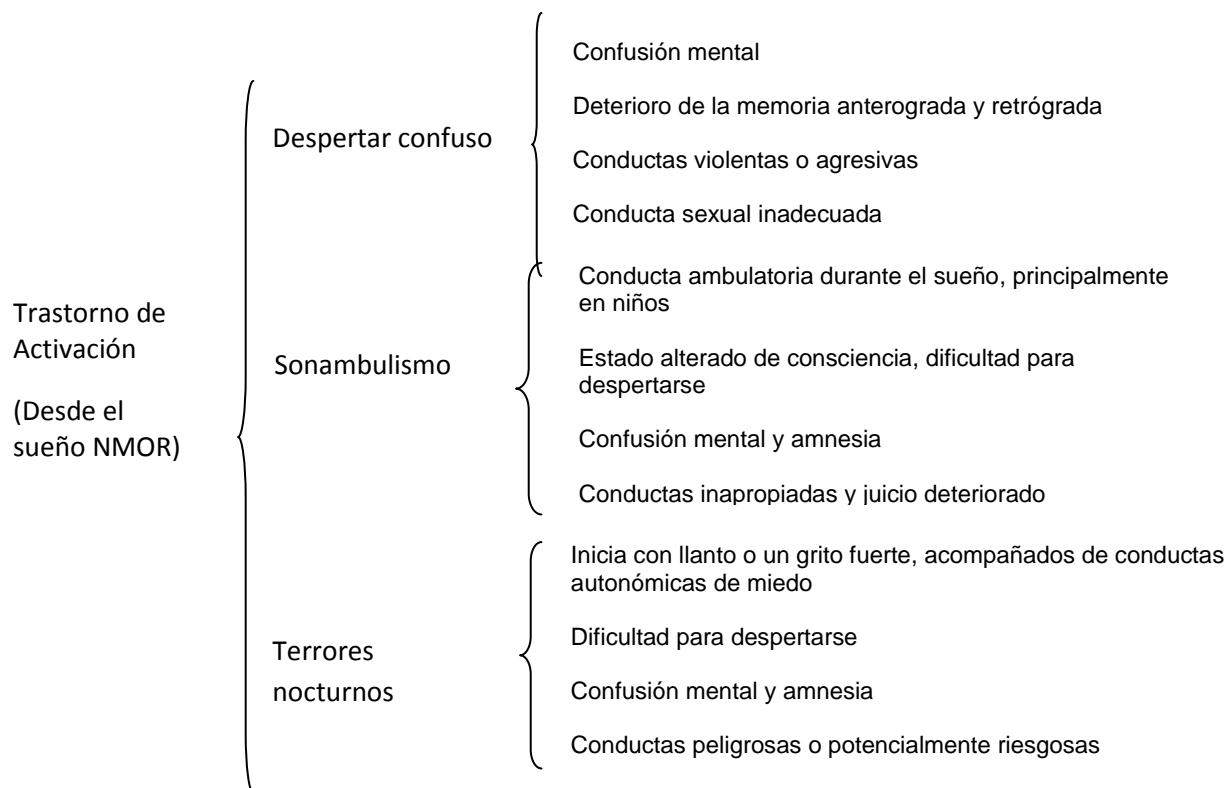 Trastorno de
Activación
(Desde el
sueño NMOR)
Despertar confuso
Confusión mental
Deterioro de la memoria anterograda y retrógrada
Conductas violentas o agresivas
Conducta sexual inadecuada
Sonambulismo
Conducta ambulatoria durante el sueño, principalmente
en niños
Estado alterado de consciencia, dificultad para
despertarse
Confusión mental y amnesia
Conductas inapropiadas y juicio deteriorado
Terrores
nocturnos
Inicia con llanto o un grito fuerte, acompañados de conductas
autonómicas de miedo
Dificultad para despertarse
Confusión mental y amnesia
Conductas peligrosas o potencialmente riesgosas